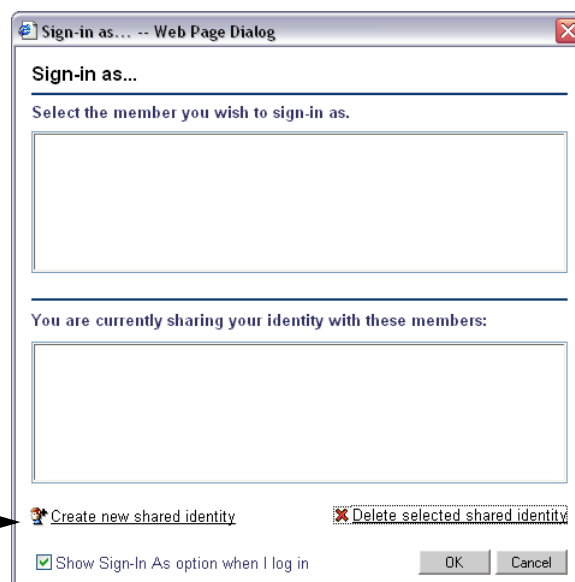 Sign-in as... -- Web Page Dialog
Sign-in as...
Select the member you wish to sign-in as.
You are currently sharing your identity with these members:
Create new shared identity
Delete selected shared identity
Show Sign-In As option when I log in
OK
Cancel